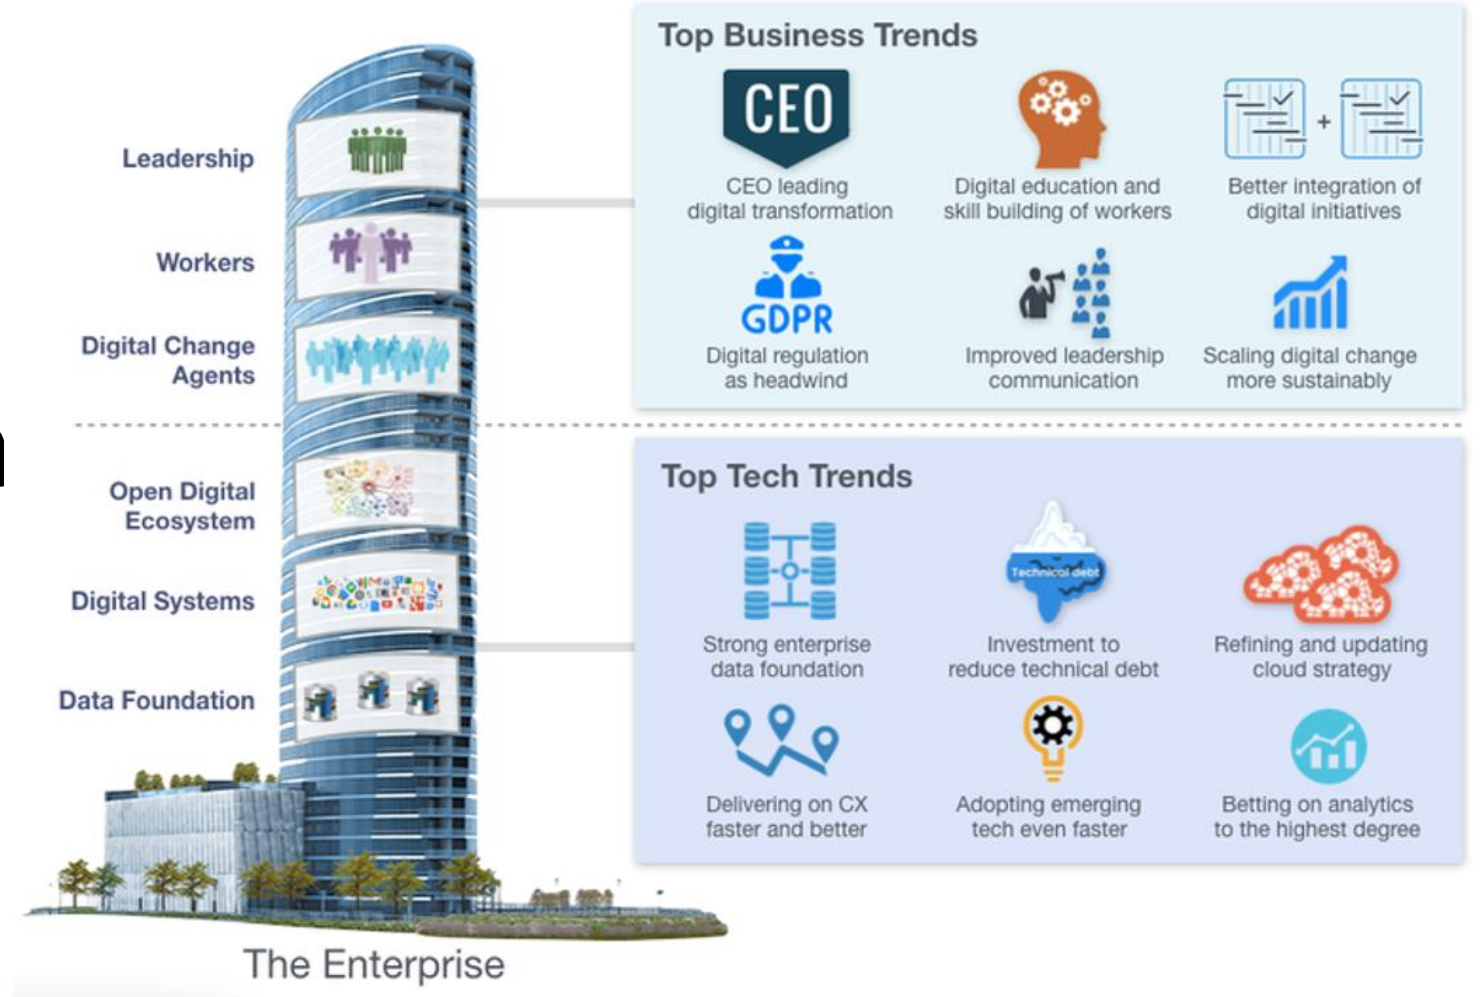 Leadership
Workers
Digital Change
Agents
Open Digital
Ecosystem
Digital Systems
Data Foundation
The Enterprise
Top Business Trends
CEO
CEO leading
digital transformation
Digital education and
skill building of workers
+
Better integration of
digital initiatives
GDPR
Digital regulation
as headwind
Improved leadership
communication
Scaling digital change
more sustainably
Top Tech Trends
Strong enterprise
data foundation
Technical debt
Investment to
reduce technical debt
Refining and updating
cloud strategy
Delivering on CX
faster and better
Adopting emerging
tech even faster
Betting on analytics
to the highest degree